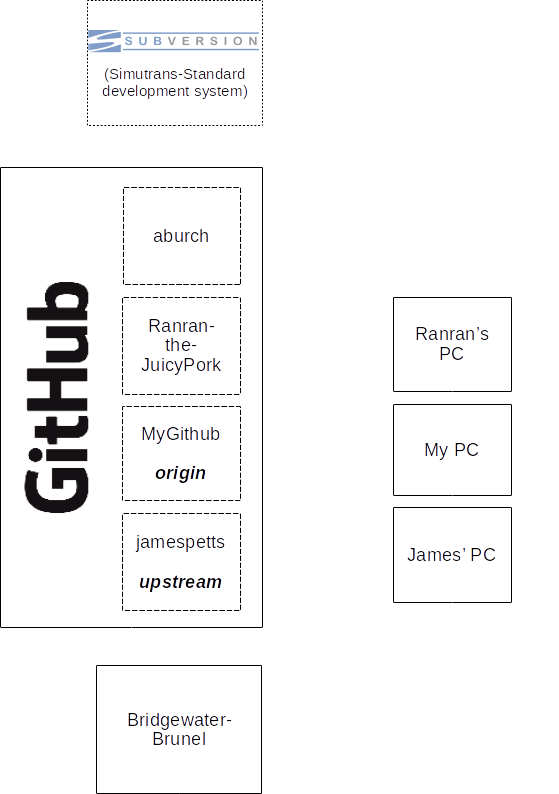 SUBVERSION
(Simutrans-Standard
development system)
GitHub
aburch
Ranran-
the-
JuicyPork
MyGithub
origin
jamespetts
upstream
Ranran’s
PC
My PC
James’ PC
Bridgewater-
Brunel